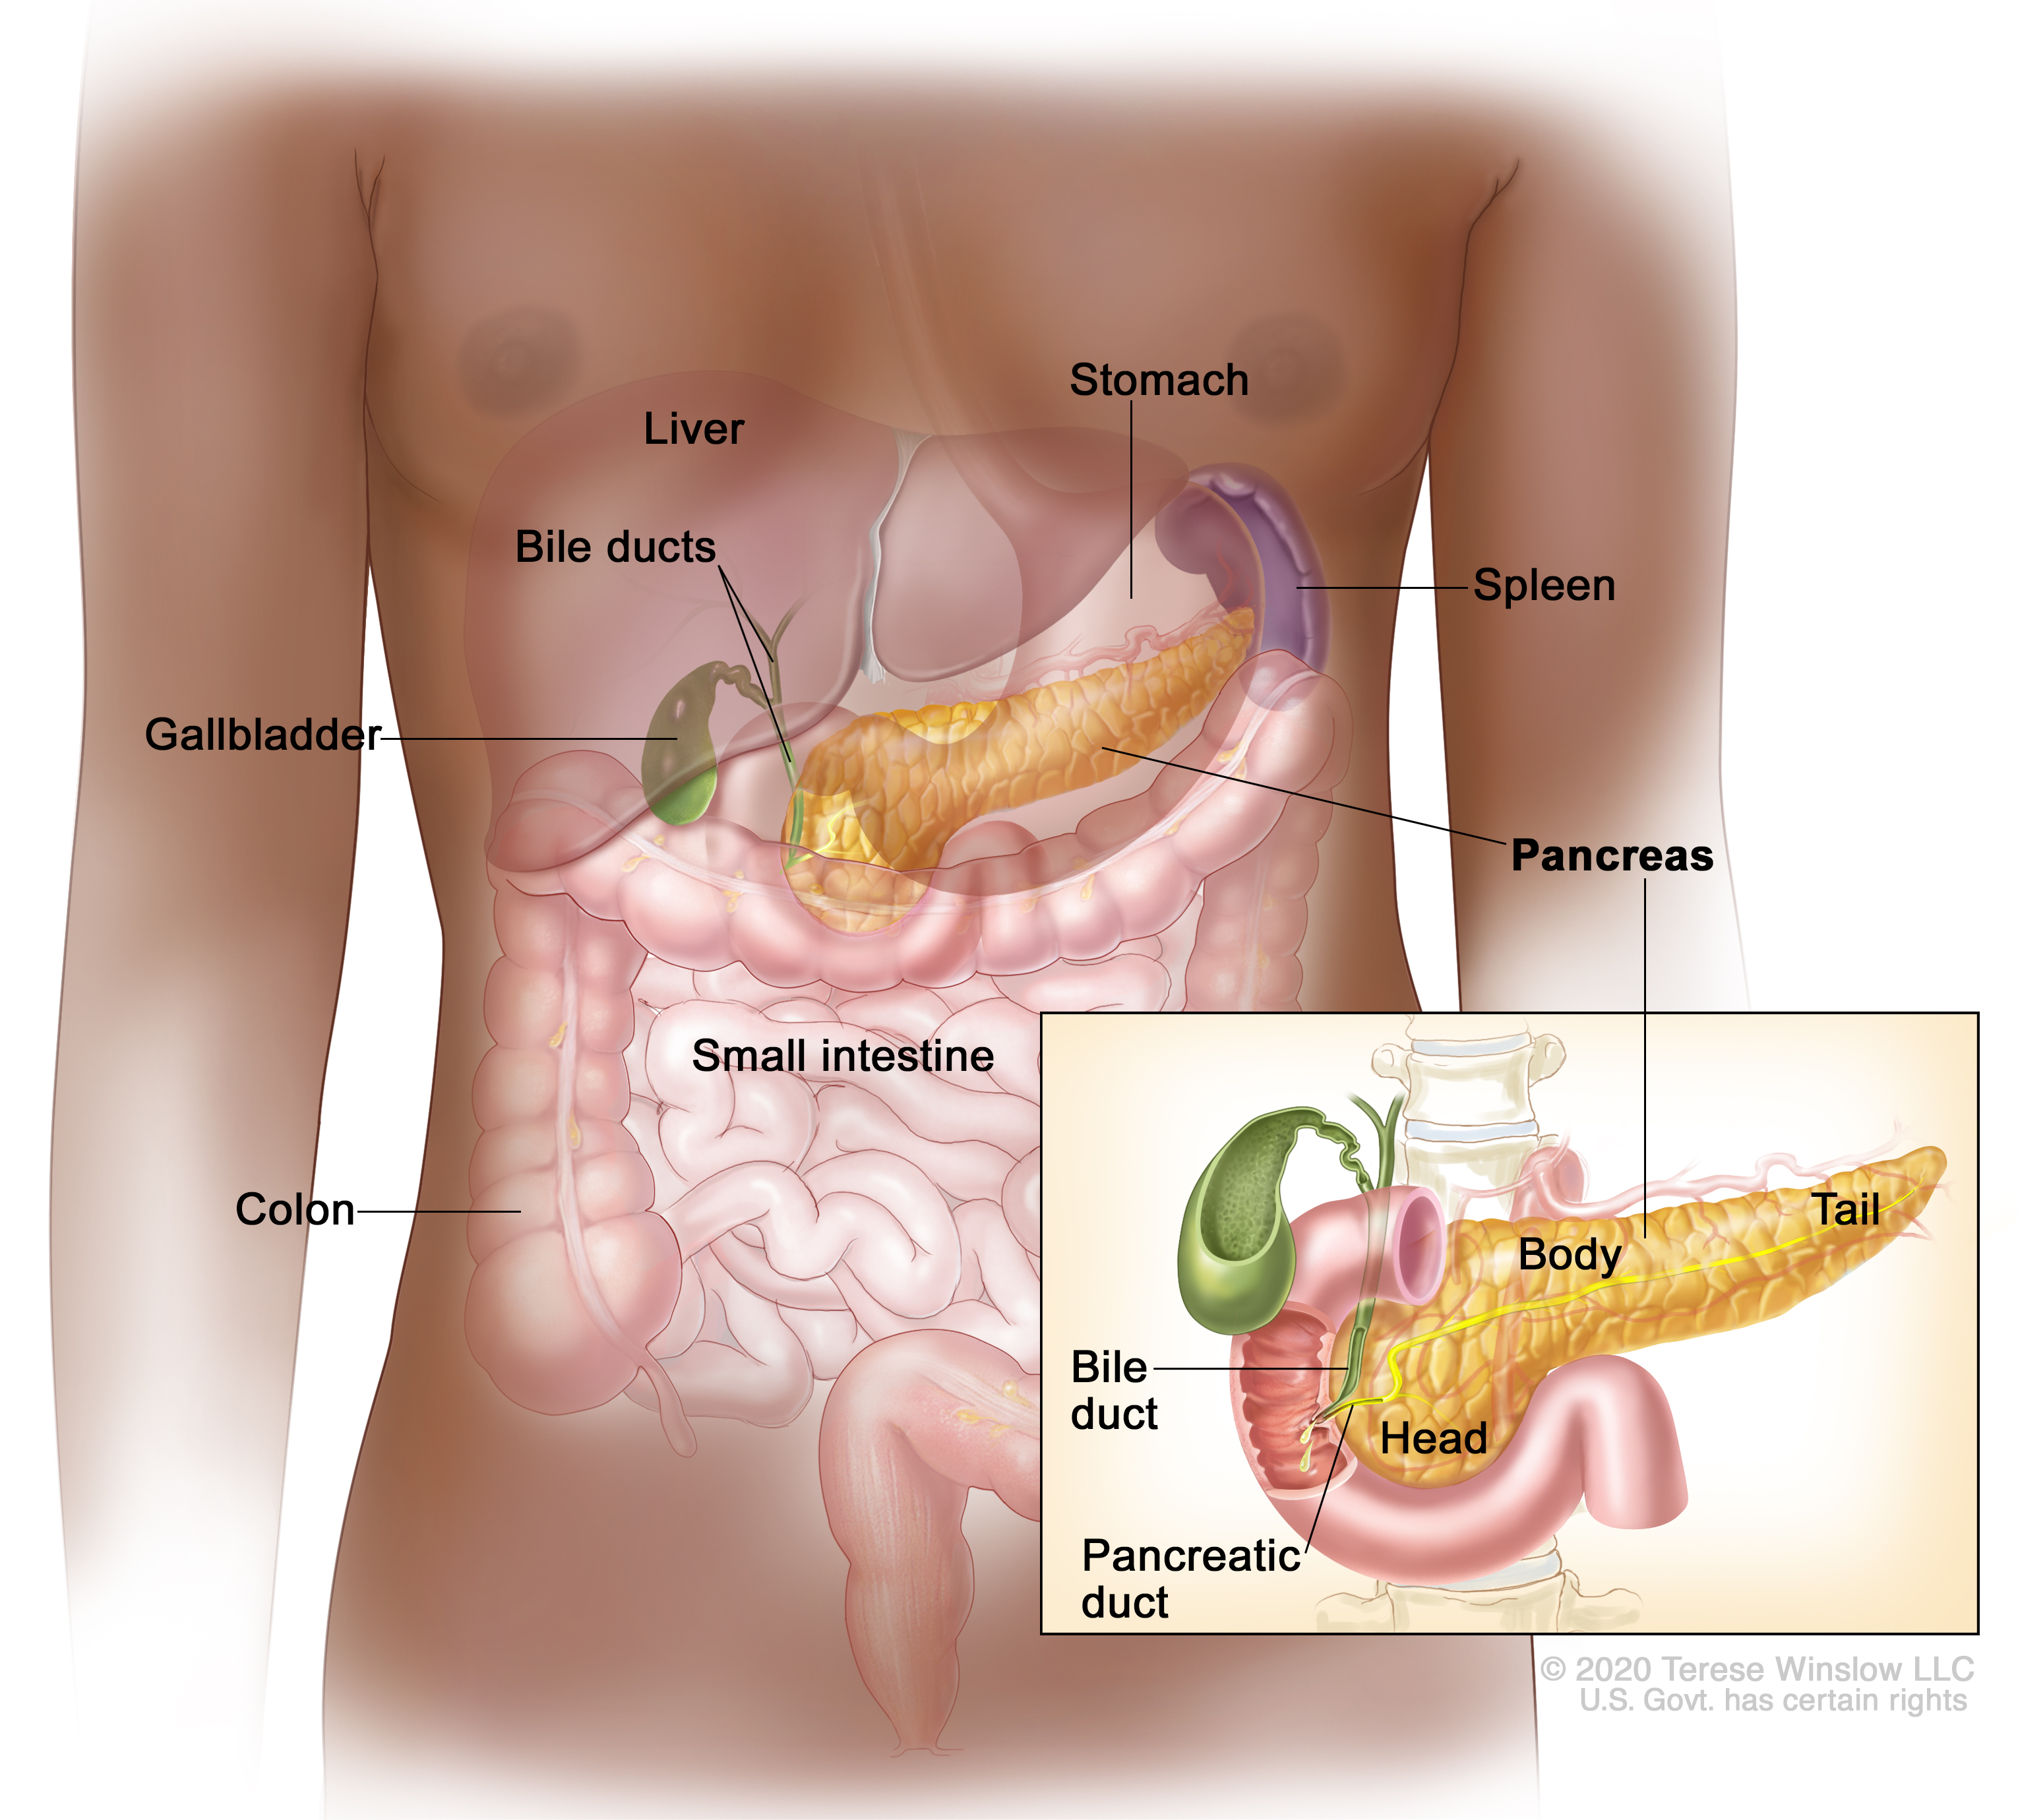 Stomach
Liver
Bile ducts
Spleen
Gallbladder
Pancreas
Small intestine
Colon
Tail
Body
Bile
duct
Head
Pancreatic
duct
© 2020 Terese Winslow LLC
U.S. Govt. has certain rights